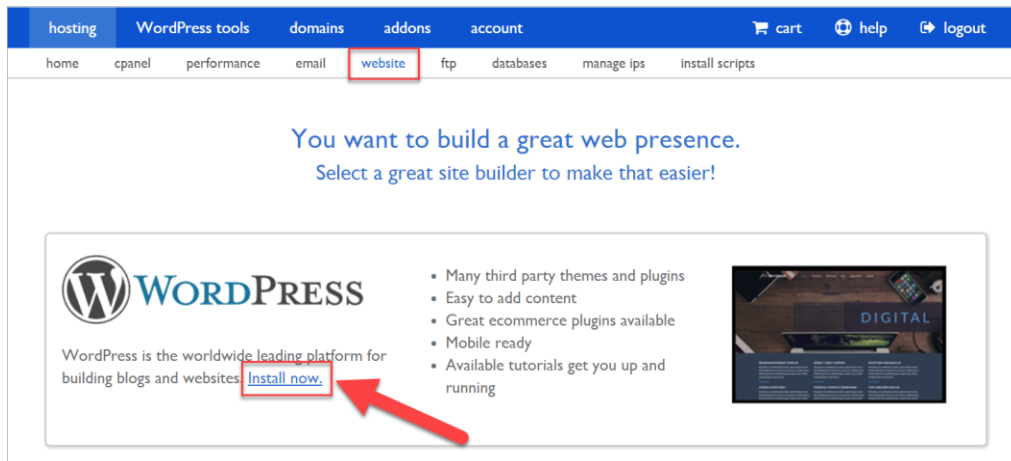 hosting WordPress tools domains addons account cart help logout
home cpanel performance email website ftp databases manage ips install scripts
You want to build a great web presence.
Select a great site builder to make that easier!
WORDPRESS
WordPress is the worldwide leading platform for
building blogs and websites. Install now.
• Many third party themes and plugins
• Easy to add content
• Great ecommerce plugins available
• Mobile ready
• Available tutorials get you up and
running
DIGITAL